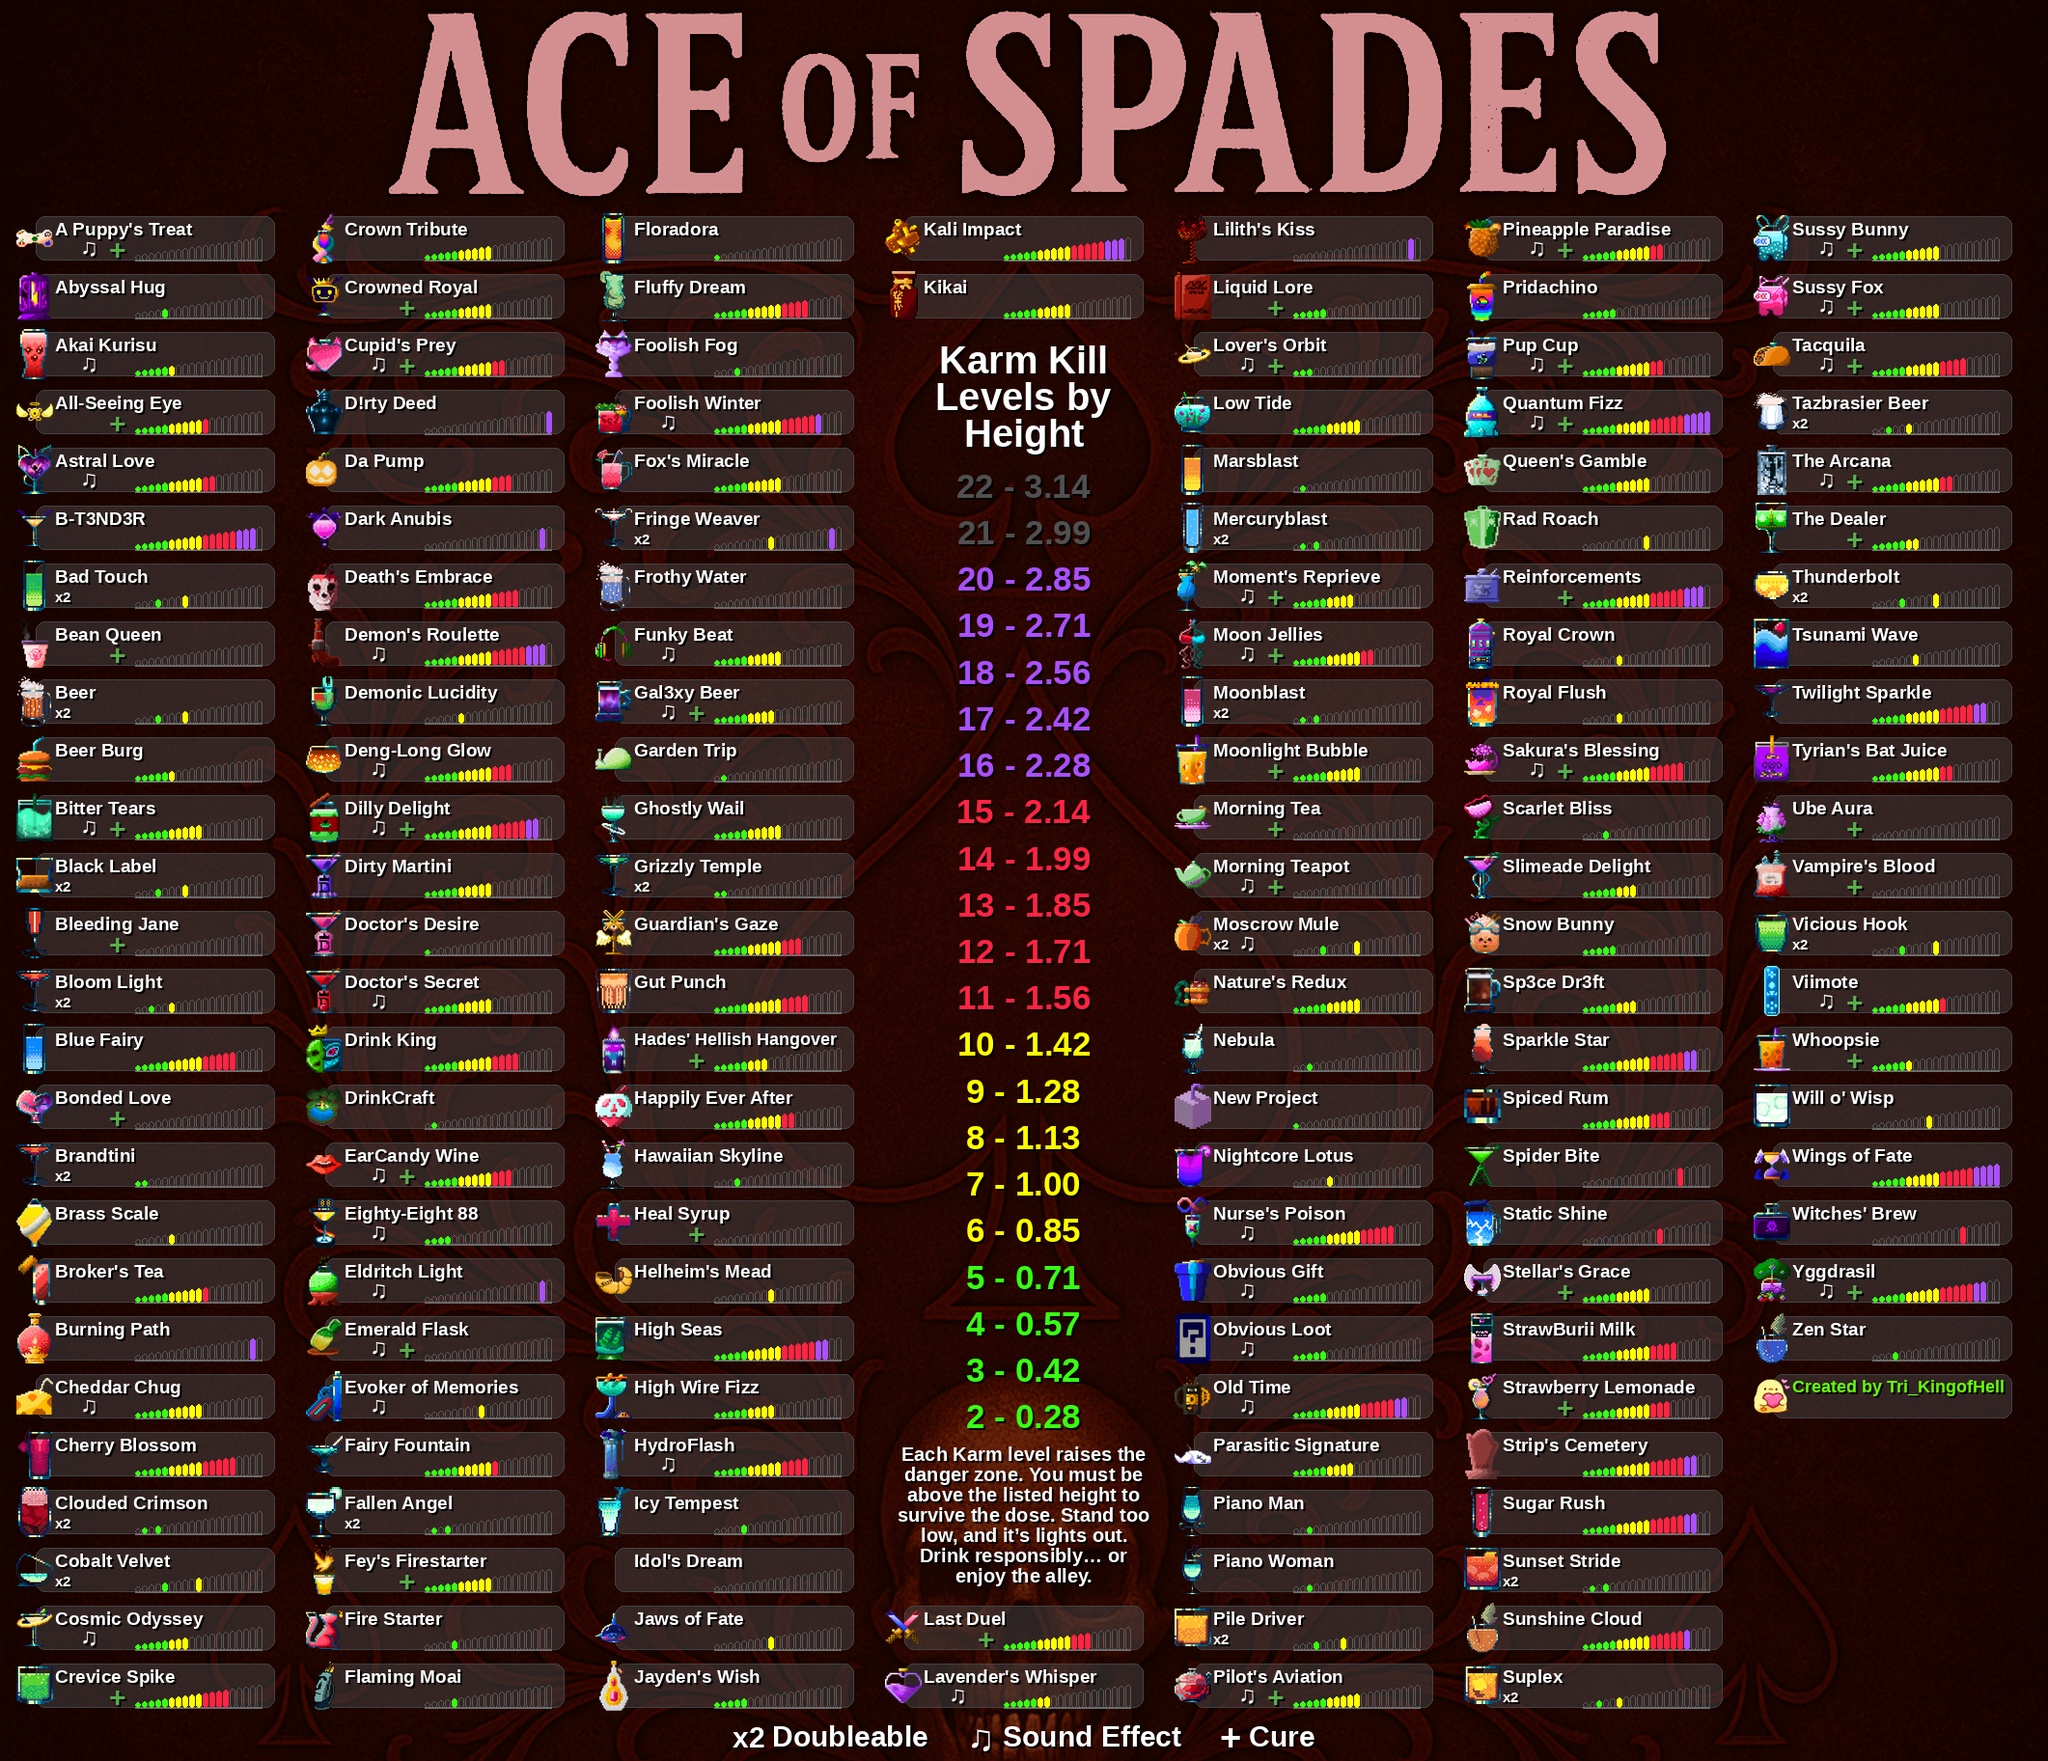 ACE OF SPADES
A Puppy's Treat
♫ +
Abyssal Hug
Akai Kurisu
♫
All-Seeing Eye
+
Astral Love
♫
B-T3ND3R
Bad Touch
x2
Bean Queen
+
Beer
x2
Beer Burg
Bitter Tears
♫ +
Black Label
x2
Bleeding Jane
+
Bloom Light
x2
Blue Fairy
Bonded Love
+
Brandtini
x2
Brass Scale
Broker's Tea
Burning Path
Cheddar Chug
♫
Cherry Blossom
Clouded Crimson
x2
Cobalt Velvet
x2
Cosmic Odyssey
♫
Crevice Spike
+
Crown Tribute
Crowned Royal
+
Cupid's Prey
♫ +
D!rty Deed
Da Pump
Dark Anubis
Death's Embrace
Demon's Roulette
♫
Demonic Lucidity
Deng-Long Glow
♫
Dilly Delight
♫ +
Dirty Martini
Doctor's Desire
Doctor's Secret
♫
Drink King
DrinkCraft
EarCandy Wine
♫ +
Eighty-Eight 88
♫
Eldritch Light
♫
Emerald Flask
♫ +
Evoker of Memories
♫
Fairy Fountain
Fallen Angel
x2
Fey's Firestarter
+
Fire Starter
Flaming Moai
Floradora
Fluffy Dream
Foolish Fog
Foolish Winter
♫
Fox's Miracle
Fringe Weaver
x2
Frothy Water
Funky Beat
♫
Gal3xy Beer
♫ +
Garden Trip
Ghostly Wail
Grizzly Temple
x2
Guardian's Gaze
Gut Punch
Hades' Hellish Hangover
+
Happily Ever After
Hawaiian Skyline
Heal Syrup
+
Helheim's Mead
High Seas
High Wire Fizz
HydroFlash
♫
Icy Tempest
Idol's Dream
Jaws of Fate
Jayden's Wish
Kali Impact
Kikai
Karm Kill
Levels by
Height
22 - 3.14
21 - 2.99
20 - 2.85
19 - 2.71
18 - 2.56
17 - 2.42
16 - 2.28
15 - 2.14
14 - 1.99
13 - 1.85
12 - 1.71
11 - 1.56
10 - 1.42
9 - 1.28
8 - 1.13
7 - 1.00
6 - 0.85
5 - 0.71
4 - 0.57
3 - 0.42
2 - 0.28
Each Karm level raises the
danger zone. You must be
above the listed height to
survive the dose. Stand too
low, and it's lights out.
Drink responsibly... or
enjoy the alley.
Last Duel
+
Lavender's Whisper
♫
Lilith's Kiss
Liquid Lore
+
Lover's Orbit
♫ +
Low Tide
Marsblast
Mercuryblast
x2
Moment's Reprieve
♫ +
Moon Jellies
♫ +
Moonblast
x2
Moonlight Bubble
+
Morning Tea
+
Morning Teapot
♫ +
Moscrow Mule
x2 ♫
Nature's Redux
Nebula
New Project
Nightcore Lotus
Nurse's Poison
♫
Obvious Gift
♫
Obvious Loot
♫
Old Time
♫
Parasitic Signature
Piano Man
Piano Woman
Pile Driver
x2
Pilot's Aviation
♫ +
Pineapple Paradise
♫ +
Pridachino
Pup Cup
♫ +
Quantum Fizz
♫ +
Queen's Gamble
Rad Roach
Reinforcements
+
Royal Crown
Royal Flush
Sakura's Blessing
♫ +
Scarlet Bliss
Slimeade Delight
Snow Bunny
Sp3ce Dr3ft
Sparkle Star
Spiced Rum
Spider Bite
Static Shine
Stellar's Grace
+
StrawBurii Milk
Strawberry Lemonade
+
Strip's Cemetery
Sugar Rush
Sunset Stride
x2
Sunshine Cloud
Suplex
x2
Sussy Bunny
♫ +
Sussy Fox
♫ +
Tacquila
♫ +
Tazbrasier Beer
x2
The Arcana
♫ +
The Dealer
+
Thunderbolt
x2
Tsunami Wave
Twilight Sparkle
Tyrian's Bat Juice
Ube Aura
+
Vampire's Blood
+
Vicious Hook
x2
Viimote
♫ +
Whoopsie
+
Will o' Wisp
Wings of Fate
Witches' Brew
Yggdrasil
♫ +
Zen Star
Created by Tri_KingofHell
x2 Doubleable ♫ Sound Effect + Cure